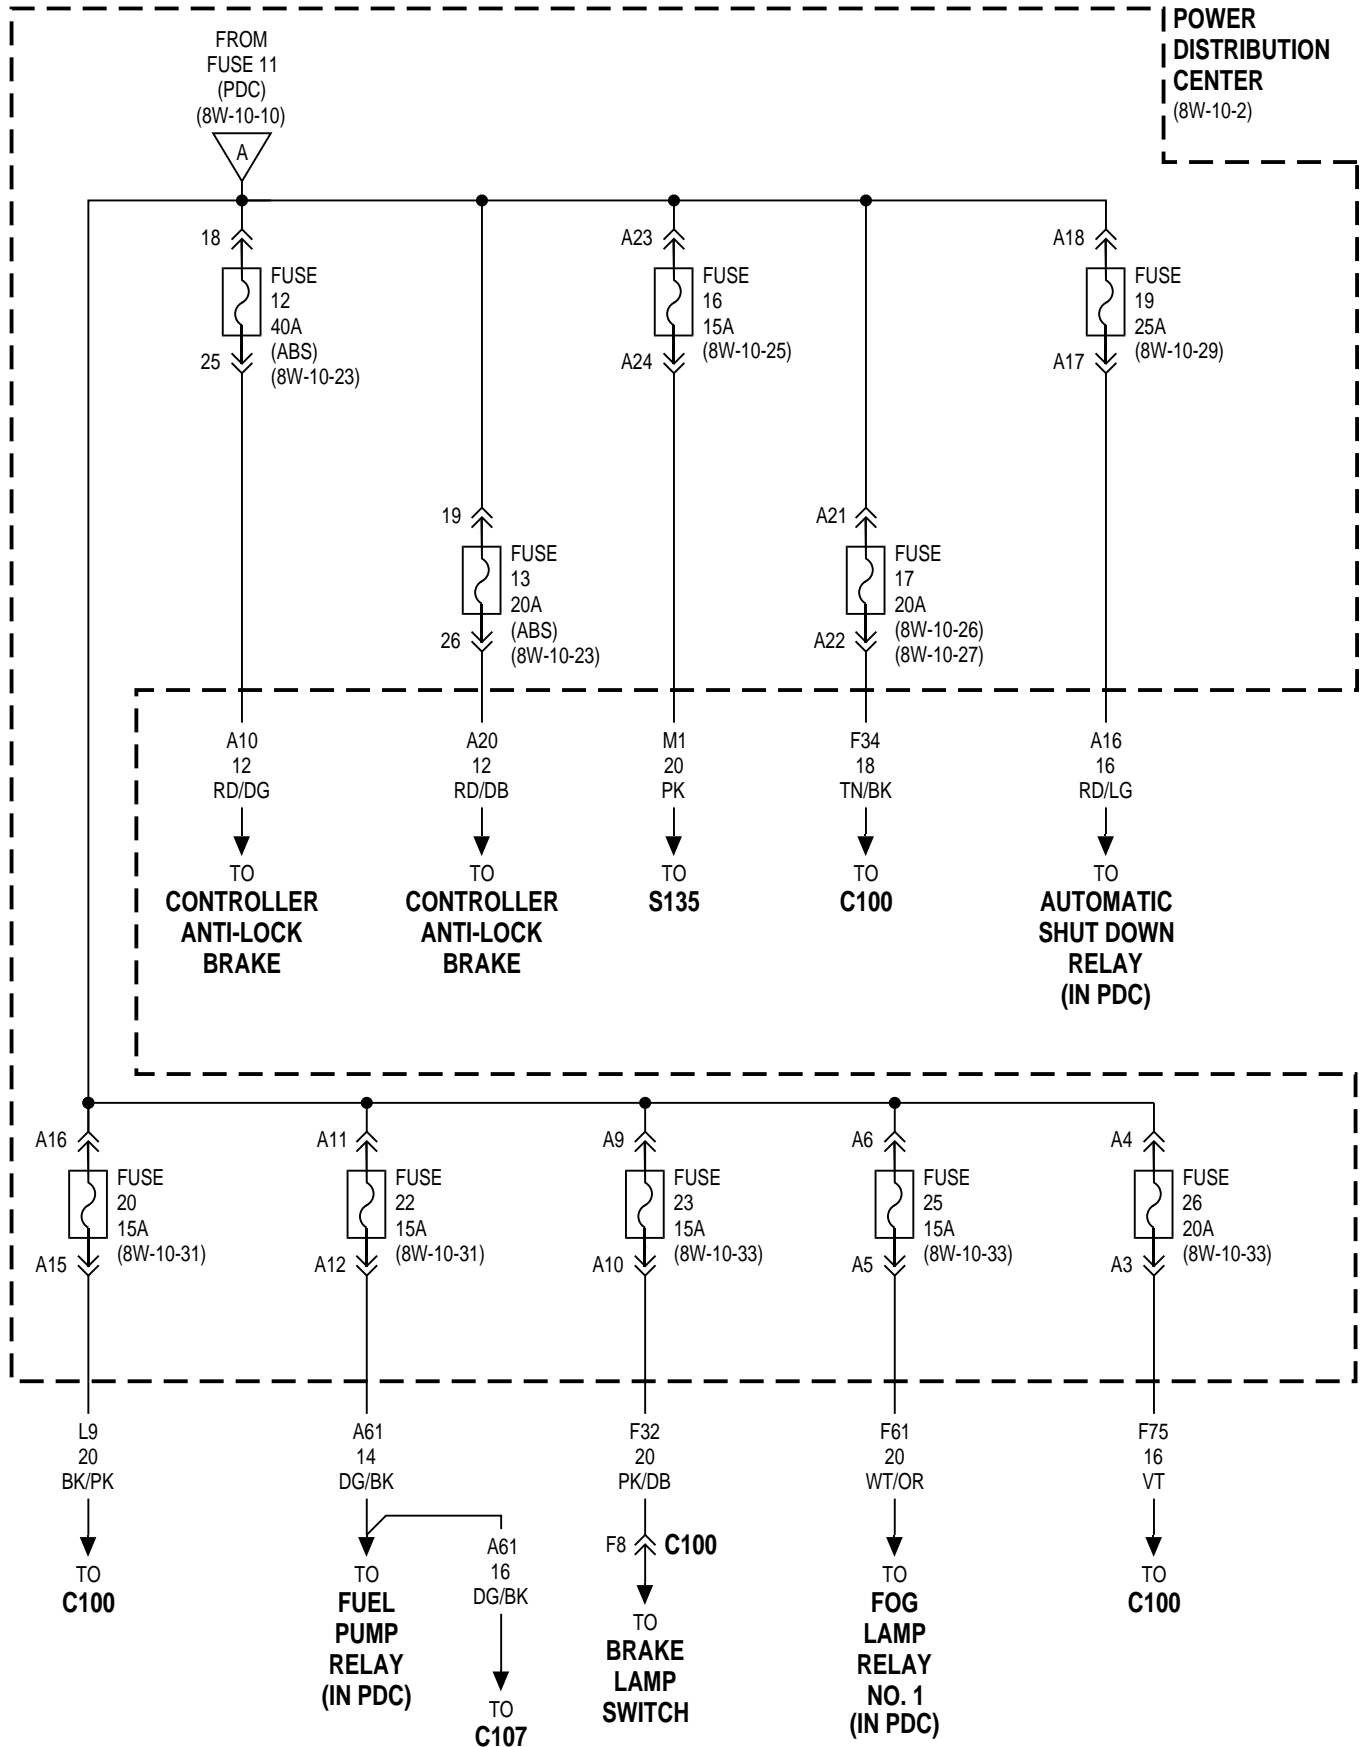 POWER
DISTRIBUTION
CENTER
(8W-10-2)
FROM
FUSE 11
(PDC)
(8W-10-10)
A
18
FUSE
12
40A
(ABS)
(8W-10-23)
25
A23
FUSE
16
15A
(8W-10-25)
A24
A18
FUSE
19
25A
(8W-10-29)
A17
19
FUSE
13
20A
(ABS)
(8W-10-23)
26
A21
FUSE
17
20A
(8W-10-26)
(8W-10-27)
A22
A10
12
RD/DG
TO
CONTROLLER
ANTI-LOCK
BRAKE
A20
12
RD/DB
TO
CONTROLLER
ANTI-LOCK
BRAKE
M1
20
PK
TO
S135
F34
18
TN/BK
TO
C100
A16
16
RD/LG
TO
AUTOMATIC
SHUT DOWN
RELAY
(IN PDC)
A16
FUSE
20
15A
(8W-10-31)
A15
A11
FUSE
22
15A
(8W-10-31)
A12
A9
FUSE
23
15A
(8W-10-33)
A10
A6
FUSE
25
15A
(8W-10-33)
A5
A4
FUSE
26
20A
(8W-10-33)
A3
L9
20
BK/PK
TO
C100
A61
14
DG/BK
TO
FUEL
PUMP
RELAY
(IN PDC)
A61
16
DG/BK
TO
C107
F32
20
PK/DB
F8
C100
TO
BRAKE
LAMP
SWITCH
F61
20
WT/OR
TO
FOG
LAMP
RELAY
NO. 1
(IN PDC)
F75
16
VT
TO
C100